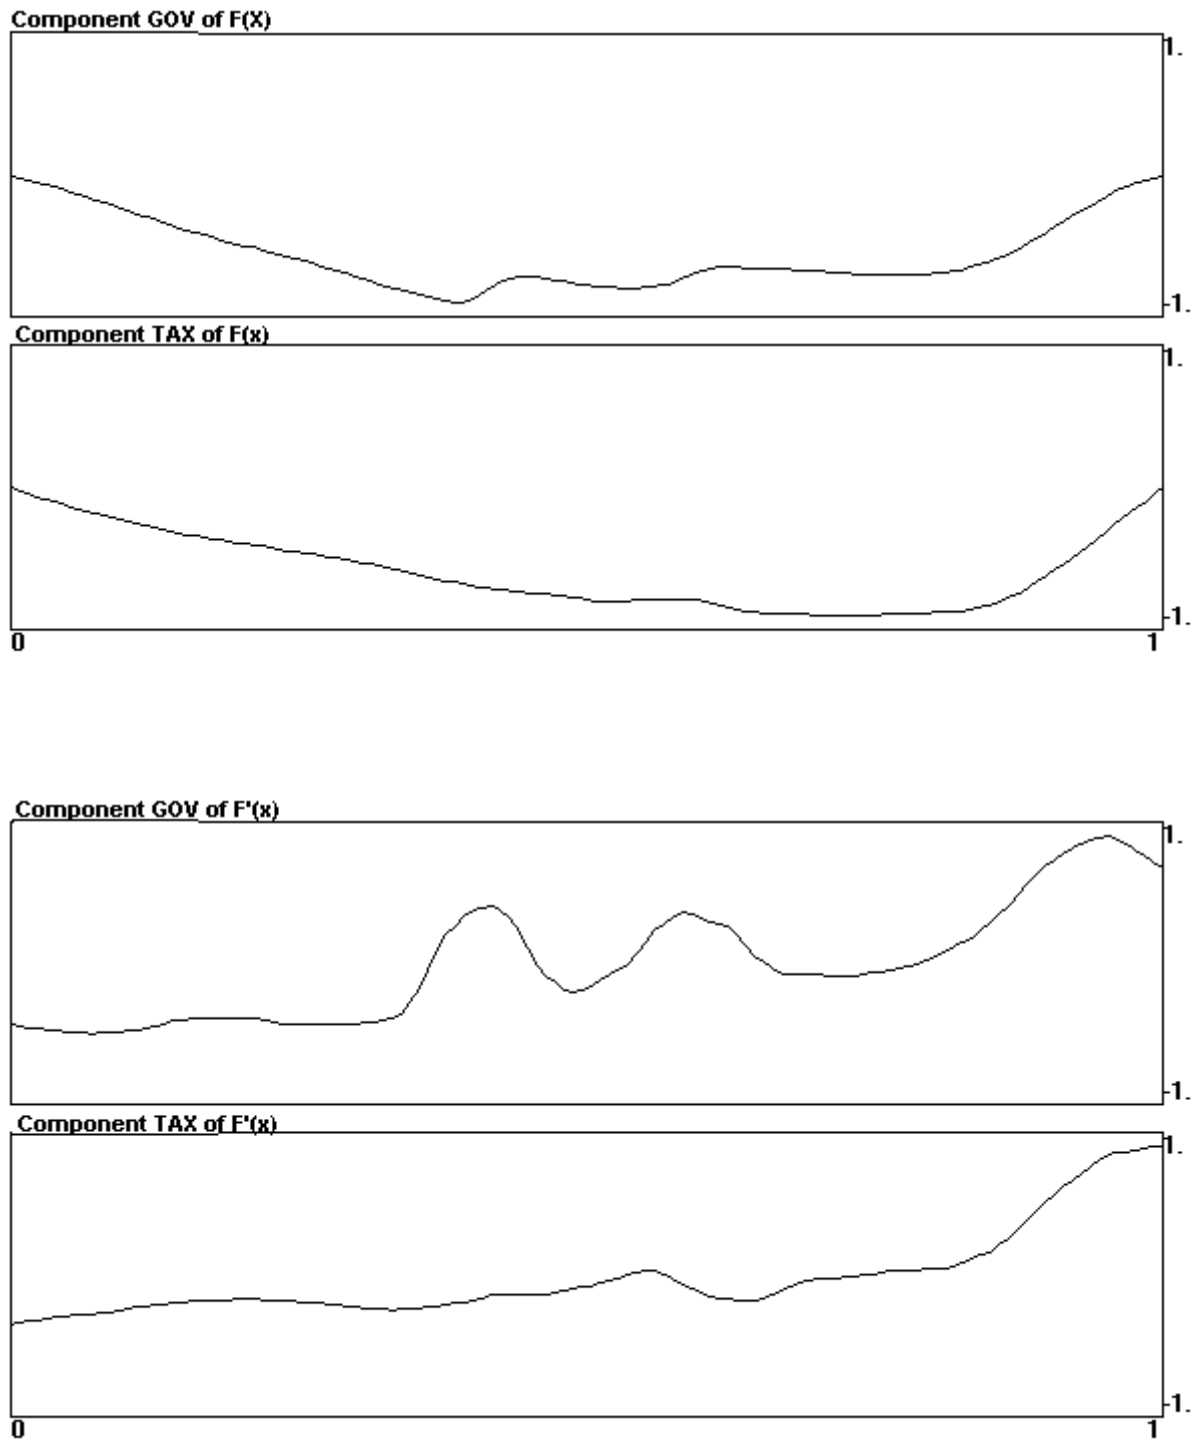 Component GOV of F(X)
1.
-1.
Component TAX of F(x)
1.
-1.
0 1
Component GOV of F'(x)
1.
-1.
Component TAX of F'(x)
1.
-1.
0 1